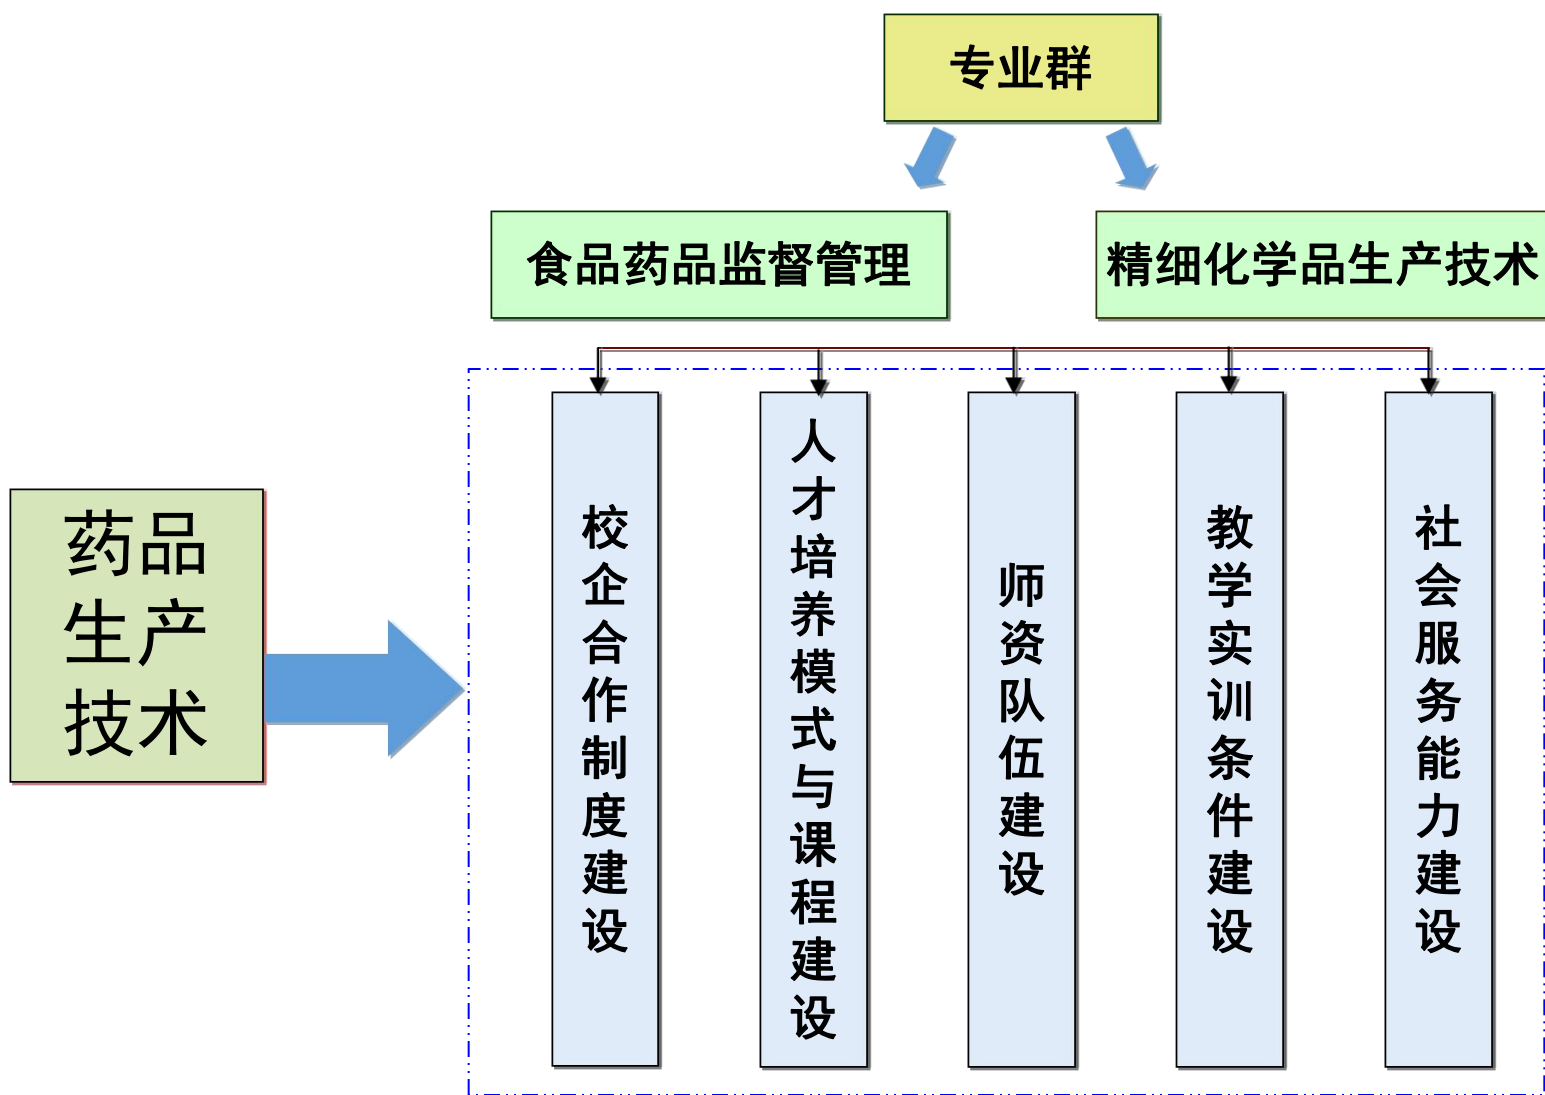 专业群
食品药品监督管理
精细化学品生产技术
药品
生产
技术
校企合作制度建设
人才培养模式与课程建设
师资队伍建设
教学实训条件建设
社会服务能力建设